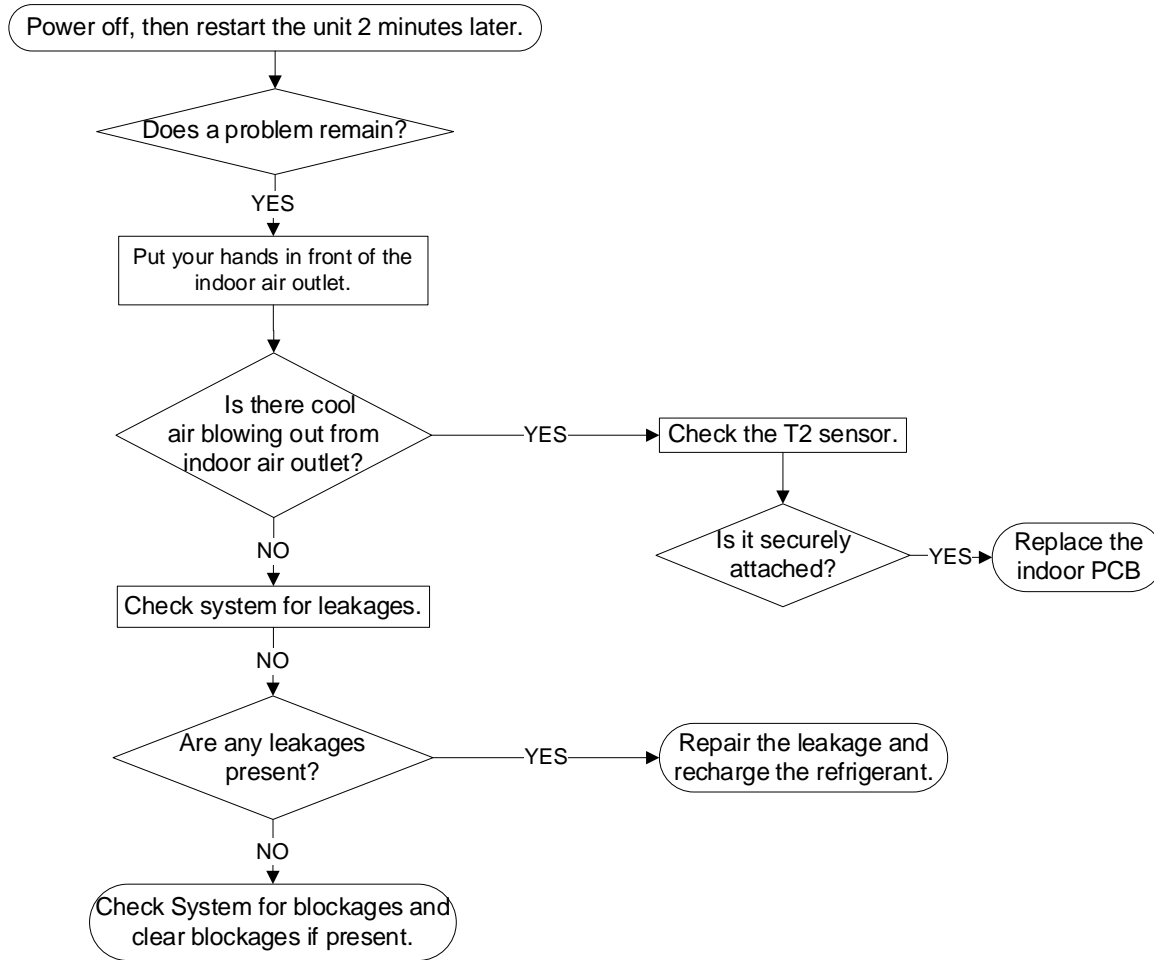 Power off, then restart the unit 2 minutes later.
Does a problem remain?
YES
Put your hands in front of the
indoor air outlet.
Is there cool
air blowing out from
indoor air outlet?
YES
Check the T2 sensor.
Is it securely
attached?
YES
Replace the
indoor PCB
NO
Check system for leakages.
NO
Are any leakages
present?
YES
Repair the leakage and
recharge the refrigerant.
NO
Check System for blockages and
clear blockages if present.